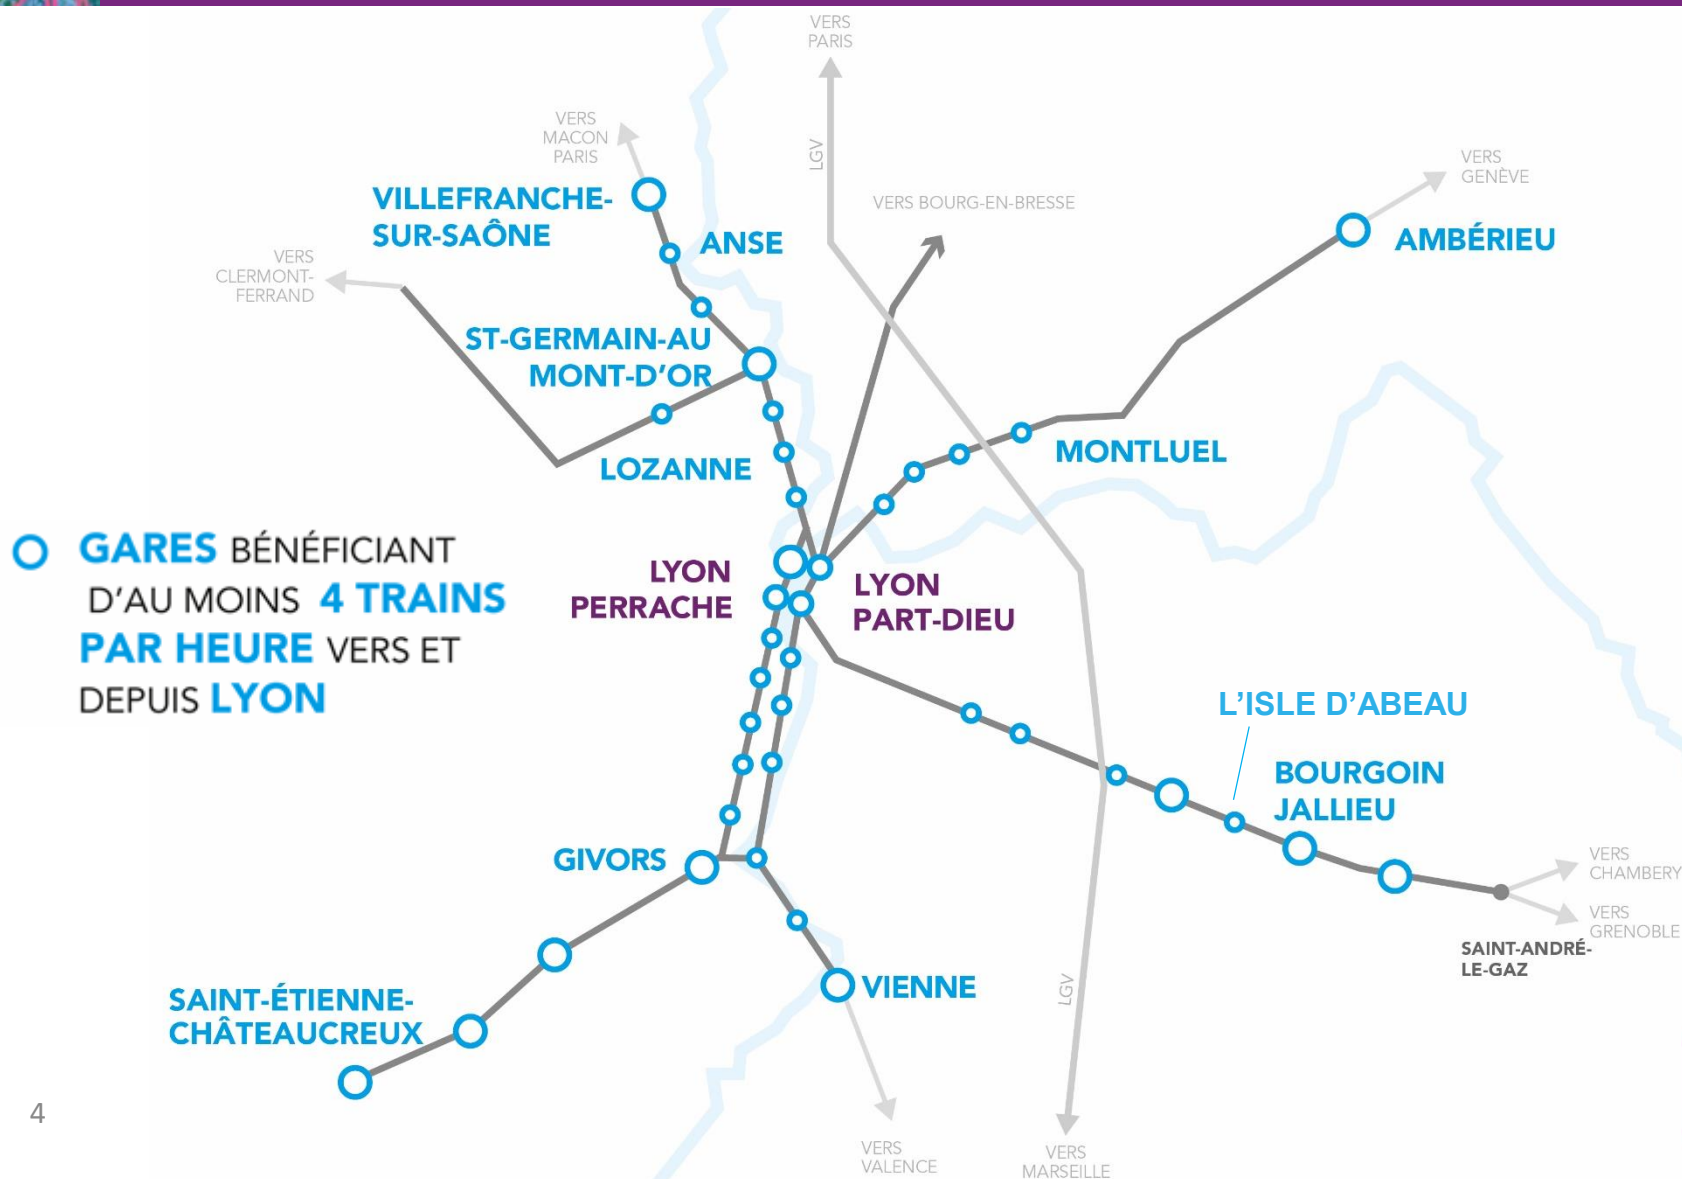 VERS
PARIS
LGV
VERS
MACON
PARIS
VERS
GENÈVE
VILLEFRANCHE-
SUR-SAÔNE
VERS BOURG-EN-BRESSE
ANSE
AMBÉRIEU
VERS
CLERMONT-
FERRAND
ST-GERMAIN-AU
MONT-D'OR
LOZANNE
MONTLUEL
GARES BÉNÉFICIANT
D'AU MOINS 4 TRAINS
PAR HEURE VERS ET
DEPUIS LYON
LYON
PERRACHE
LYON
PART-DIEU
L'ISLE D'ABEAU
BOURGOIN
JALLIEU
GIVORS
VERS
CHAMBERY
VERS
GRENOBLE
SAINT-ANDRÉ-
LE-GAZ
SAINT-ÉTIENNE-
CHÂTEAUCREUX
VIENNE
LGV
4
VERS
VALENCE
VERS
MARSEILLE